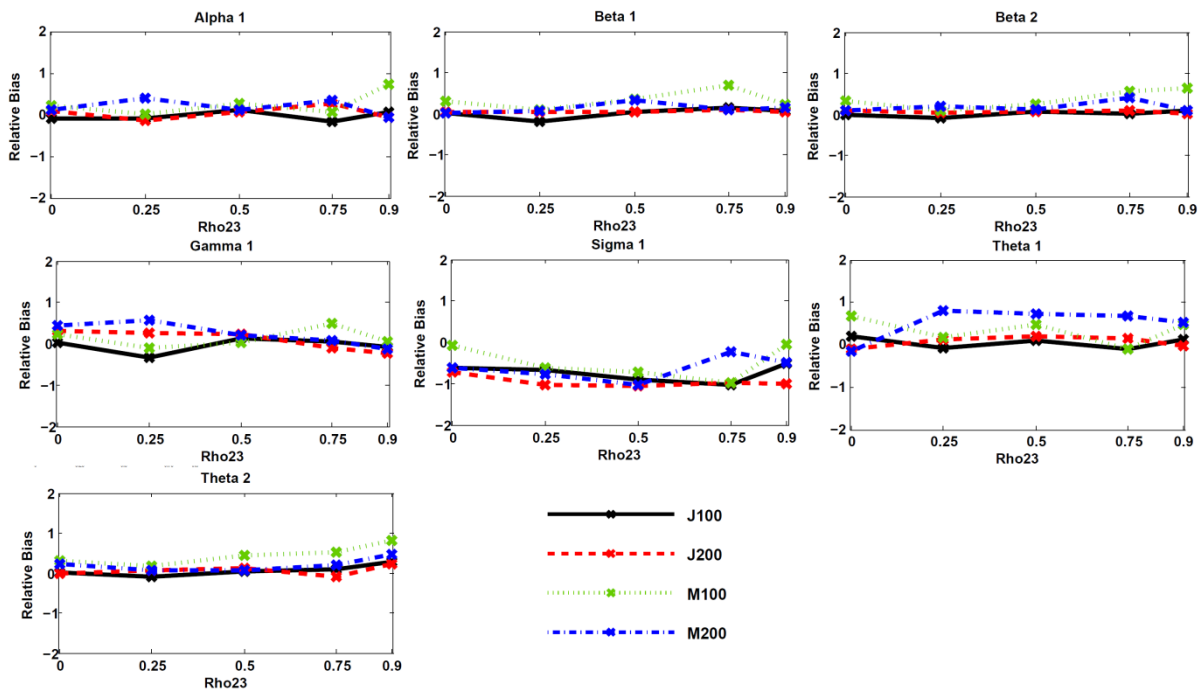 Alpha 1
2
1
0
−1
−2
Relative Bias
0 0.25 0.5 0.75 0.9
Rho23
Beta 1
2
1
0
−1
−2
Relative Bias
0 0.25 0.5 0.75 0.9
Rho23
Beta 2
2
1
0
−1
−2
Relative Bias
0 0.25 0.5 0.75 0.9
Rho23
Gamma 1
2
1
0
−1
−2
Relative Bias
0 0.25 0.5 0.75 0.9
Rho23
Sigma 1
2
1
0
−1
−2
Relative Bias
0 0.25 0.5 0.75 0.9
Rho23
Theta 1
2
1
0
−1
−2
Relative Bias
0 0.25 0.5 0.75 0.9
Rho23
Theta 2
2
1
0
−1
−2
Relative Bias
0 0.25 0.5 0.75 0.9
Rho23
J100
J200
M100
M200